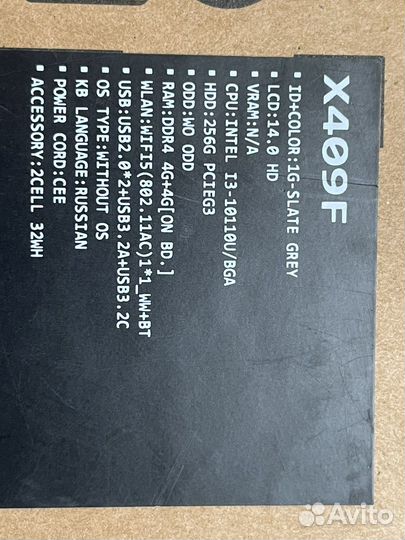 X409F
• ID+COLOR:1G-SLATE GREY
• LCD:14.0 HD
• VRAM:N/A
• CPU:INTEL I3-10110U/BGA
• HDD:256G PCIEG3
• ODD:WO ODD
• RAM:DDR4 4G+4G[ON BD.]
• WLAN:WIFI5(802.11AC)1*1_WW+BT
• USB:USB2.0*2+USB3.2A+USB3.2C
• OS TYPE:WITHOUT OS
• KB LANGUAGE:RUSSIAN
• POWER CORD:CEE
• ACCESSORY:2CELL 32WH
Avito